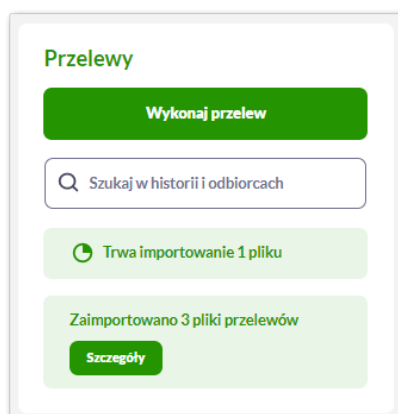 Przelewy
Wykonaj przelew
Szukaj w historii i odbiorcach
Trwa importowanie 1 pliku
Zaimportowano 3 pliki przelewów
Szczegóły